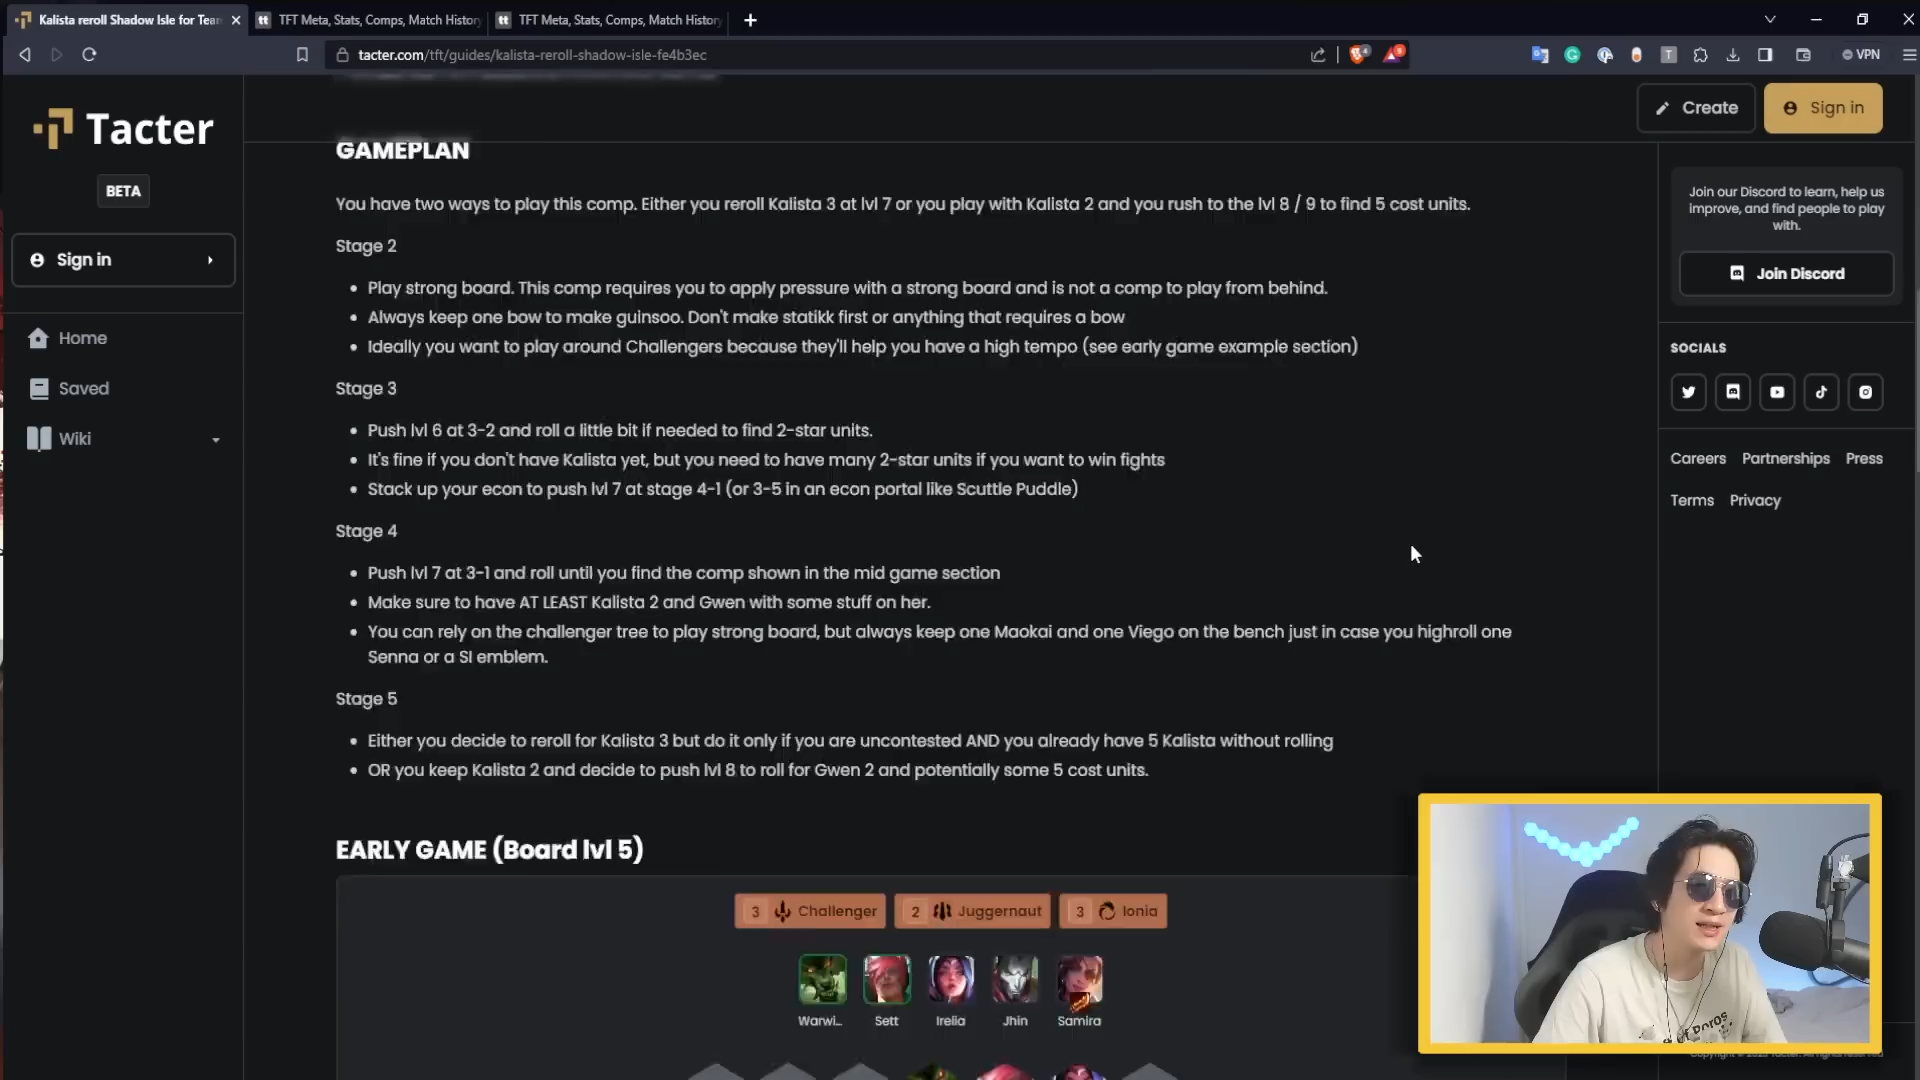 Kalista reroll Shadow Isle for Team
TFT Meta, Stats, Comps, Match History
TFT Meta, Stats, Comps, Match History
tacter.com/tft/guides/kalista-reroll-shadow-isle-fe4b3ec
VPN
Tacter
BETA
Create
Sign in
Sign in
Home
Saved
Wiki
GAMEPLAN
You have two ways to play this comp. Either you reroll Kalista 3 at lvl 7 or you play with Kalista 2 and you rush to the lvl 8 / 9 to find 5 cost units.
Stage 2
• Play strong board. This comp requires you to apply pressure with a strong board and is not a comp to play from behind.
• Always keep one bow to make guinsoo. Don't make statikk first or anything that requires a bow
• Ideally you want to play around Challengers because they'll help you have a high tempo (see early game example section)
Stage 3
• Push lvl 6 at 3-2 and roll a little bit if needed to find 2-star units.
• It's fine if you don't have Kalista yet, but you need to have many 2-star units if you want to win fights
• Stack up your econ to push lvl 7 at stage 4-1 (or 3-5 in an econ portal like Scuttle Puddle)
Stage 4
• Push lvl 7 at 3-1 and roll until you find the comp shown in the mid game section
• Make sure to have AT LEAST Kalista 2 and Gwen with some stuff on her.
• You can rely on the challenger tree to play strong board, but always keep one Maokai and one Viego on the bench just in case you highroll one
Senna or a SI emblem.
Stage 5
• Either you decide to reroll for Kalista 3 but do it only if you are uncontested AND you already have 5 Kalista without rolling
• OR you keep Kalista 2 and decide to push lvl 8 to roll for Gwen 2 and potentially some 5 cost units.
EARLY GAME (Board lvl 5)
3 Challenger
2 Juggernaut
3 Ionia
Warwi...
Sett
Irelia
Jhin
Samira
Join our Discord to learn, help us
improve, and find people to play
with.
Join Discord
SOCIALS
Careers Partnerships Press
Terms Privacy